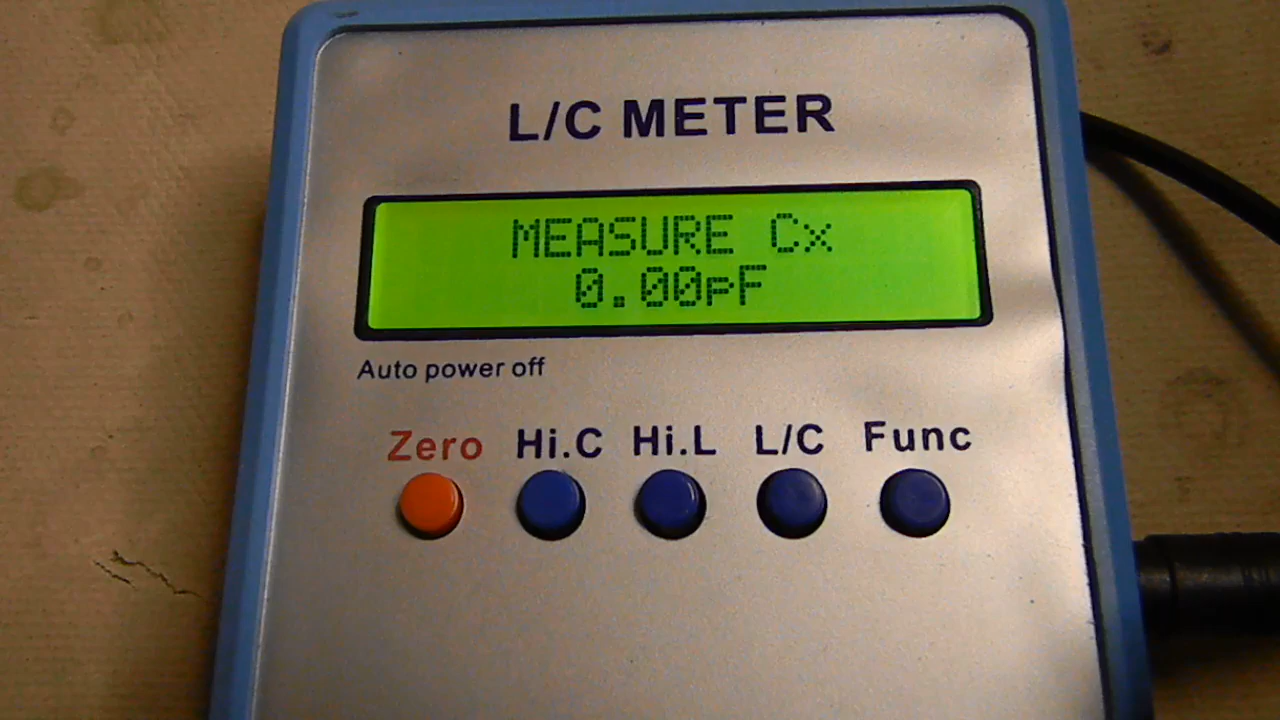 L/C METER
MEASURE Cx
0.00pF
Auto power off
Zero Hi.C Hi.L L/C Func